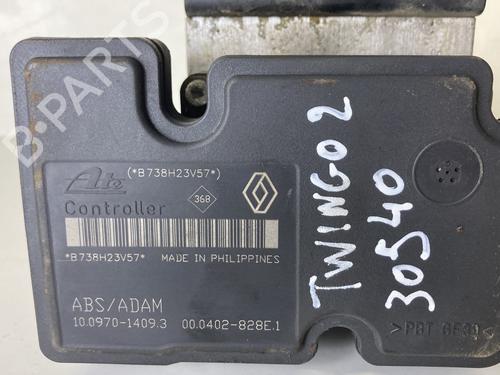 B-PARTS
(*B738H23V57*)
Ate
Controller
368
*B738H23V57* MADE IN PHILIPPINES
ABS/ADAM
10.0970-1409.3 00.0402-828E.1
TWINGO 2
30540
>PBT GF30<